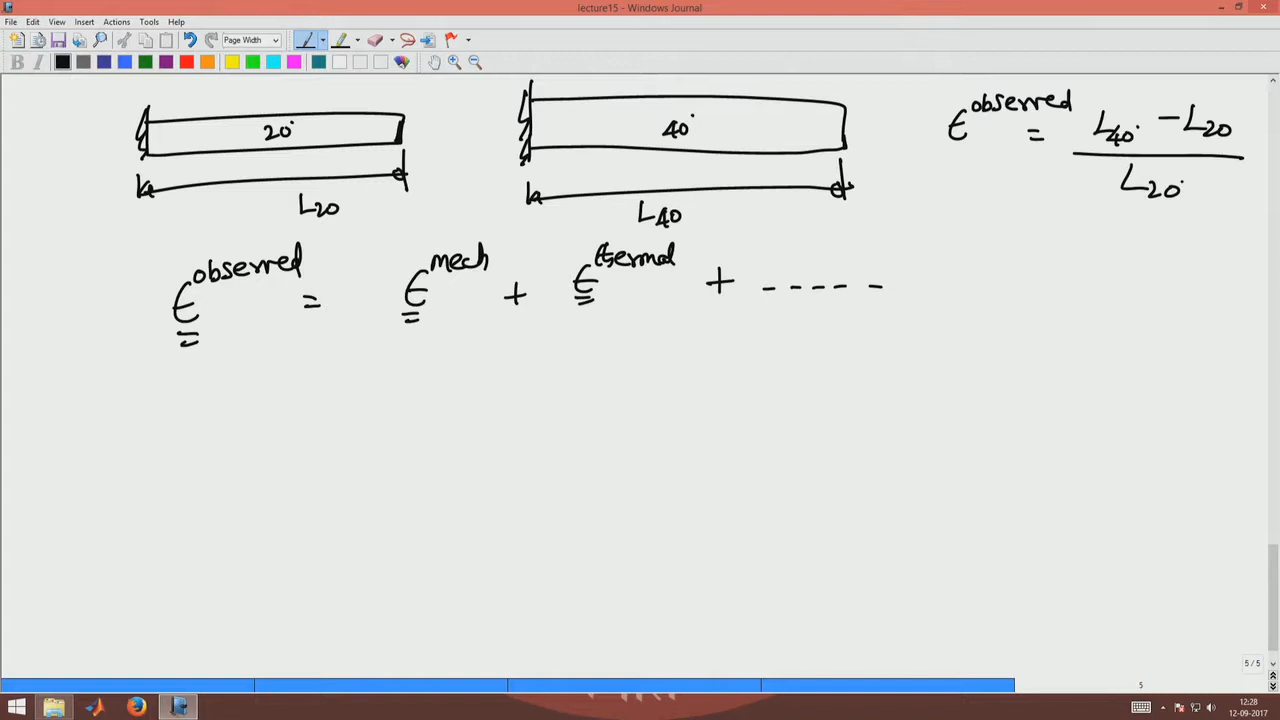 lecture15 - Windows Journal
File Edit View Insert Actions Tools Help
Page Width
B I
20° 40° ϵ^observed = (L40° - L20) / L20°
L20 L40
ϵ^observed = ϵ^mech + ϵ^thermal + - - - - -
5 / 5
5
12:28
12-09-2017